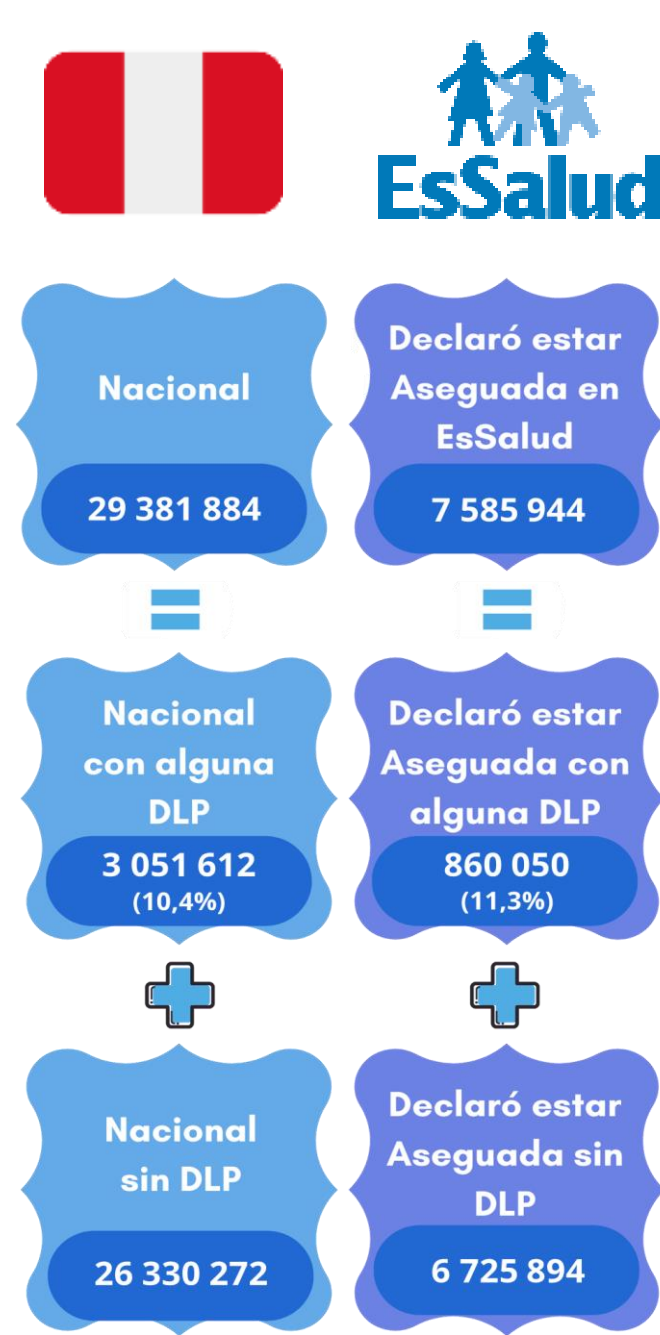 EsSalud
Nacional
29 381 884
Declaró estar
Aseguada en
EsSalud
7 585 944
Nacional
con alguna
DLP
3 051 612
(10,4%)
Declaró estar
Aseguada con
alguna DLP
860 050
(11,3%)
Nacional
sin DLP
26 330 272
Declaró estar
Aseguada sin
DLP
6 725 894